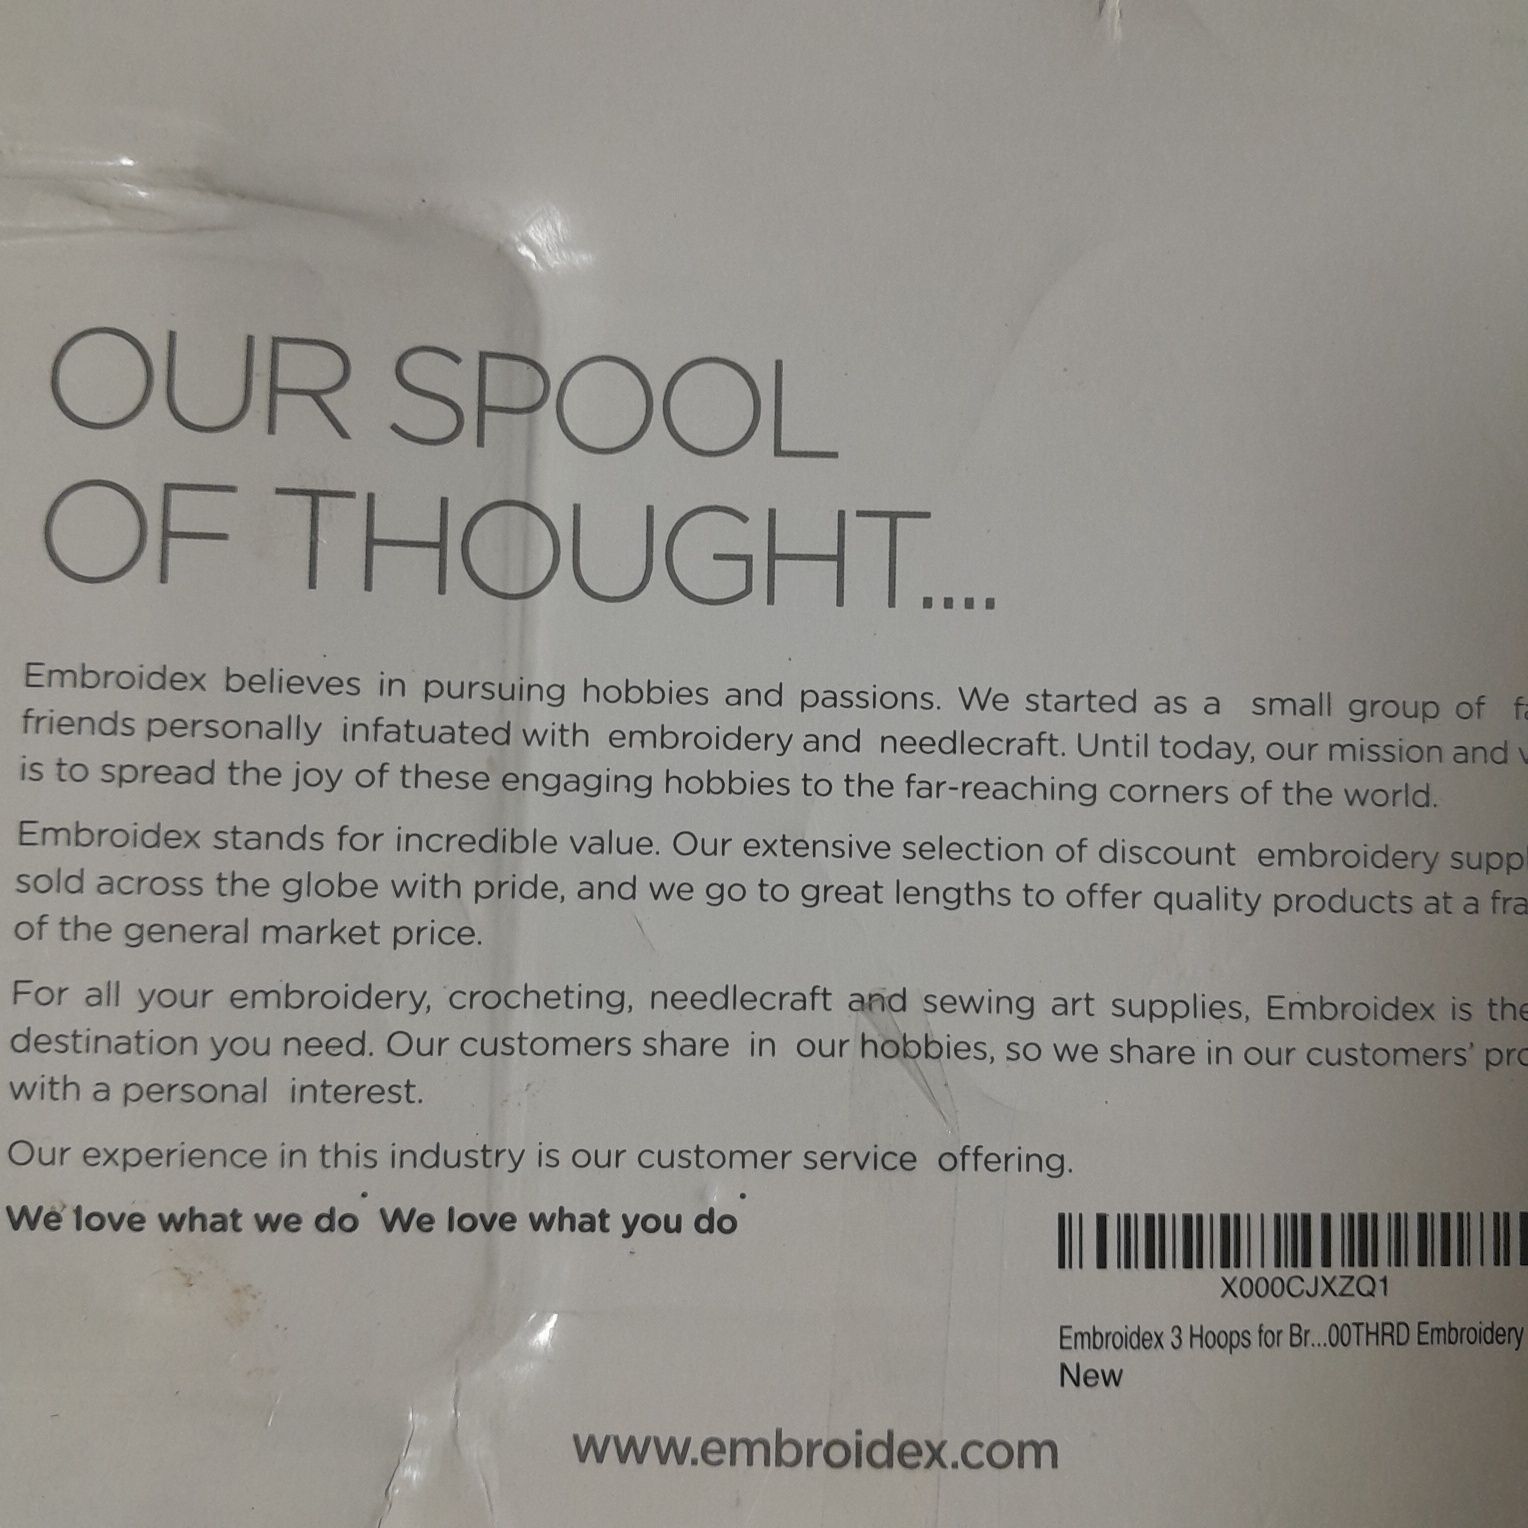 OUR SPOOL
OF THOUGHT....
Embroidex believes in pursuing hobbies and passions. We started as a small group of
friends personally infatuated with embroidery and needlecraft. Until today, our mission and
is to spread the joy of these engaging hobbies to the far-reaching corners of the world.
Embroidex stands for incredible value. Our extensive selection of discount embroidery
sold across the globe with pride, and we go to great lengths to offer quality products at a
of the general market price.
For all your embroidery, crocheting, needlecraft and sewing art supplies, Embroidex is
destination you need. Our customers share in our hobbies, so we share in our customers'
with a personal interest.
Our experience in this industry is our customer service offering.
We love what we do. We love what you do.
X000CJXZQ1
Embroidex 3 Hoops for Br...00THRD Embroidery
New
www.embroidex.com